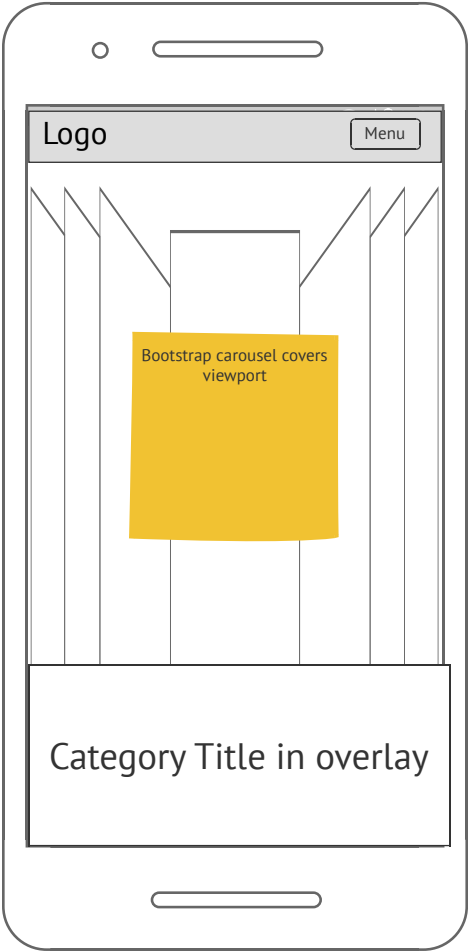 Logo
Menu
Bootstrap carousel covers
viewport
Category Title in overlay